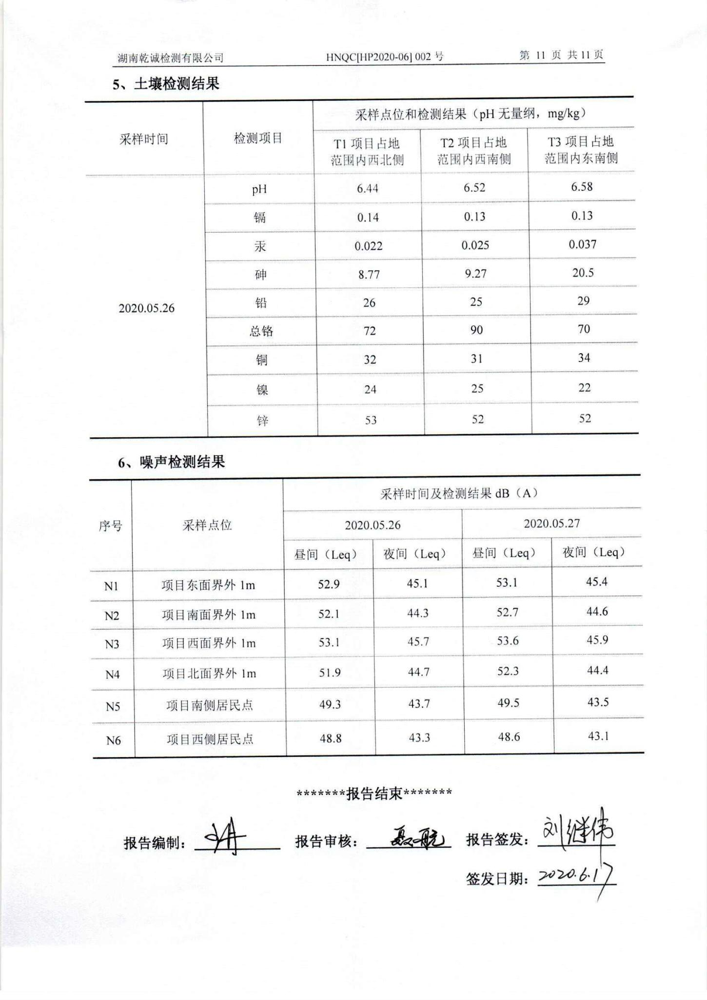 湖南乾诚检测有限公司 HNQC[HP2020-06] 002 号 第 11 页 共 11 页
5、土壤检测结果
采样时间 检测项目 采样点位和检测结果（pH 无量纲，mg/kg）
T1 项目占地 T2 项目占地 T3 项目占地
范围内西北侧 范围内西南侧 范围内东南侧
2020.05.26
pH 6.44 6.52 6.58
镉 0.14 0.13 0.13
汞 0.022 0.025 0.037
砷 8.77 9.27 20.5
铅 26 25 29
总铬 72 90 70
铜 32 31 34
镍 24 25 22
锌 53 52 52
6、噪声检测结果
序号 采样点位 采样时间及检测结果 dB（A）
2020.05.26 2020.05.27
昼间（Leq） 夜间（Leq） 昼间（Leq） 夜间（Leq）
N1 项目东面界外 1m 52.9 45.1 53.1 45.4
N2 项目南面界外 1m 52.1 44.3 52.7 44.6
N3 项目西面界外 1m 53.1 45.7 53.6 45.9
N4 项目北面界外 1m 51.9 44.7 52.3 44.4
N5 项目南侧居民点 49.3 43.7 49.5 43.5
N6 项目西侧居民点 48.8 43.3 48.6 43.1
*******报告结束*******
报告编制： 报告审核：聂航 报告签发：刘继伟
签发日期：2020.6.17